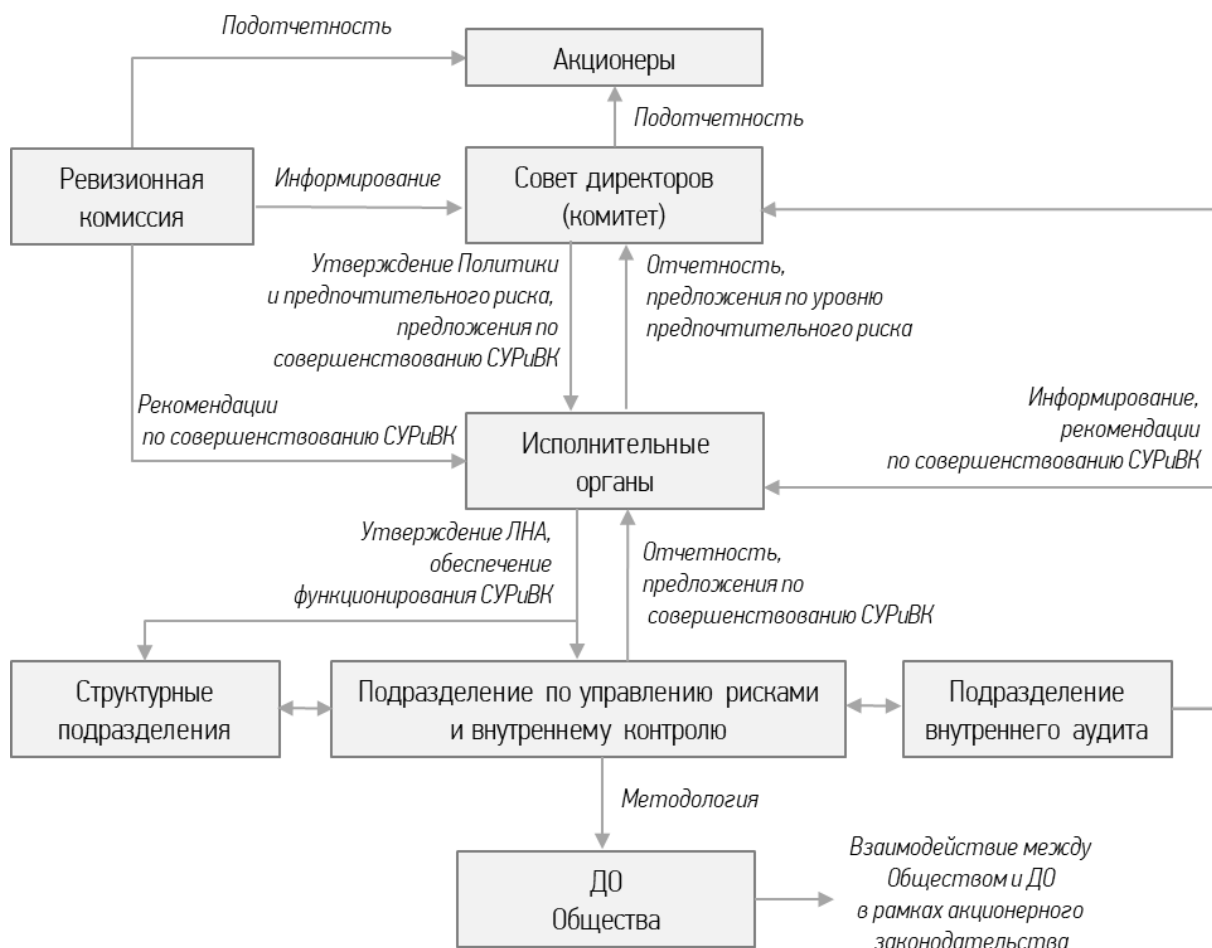 Подотчетность
Акционеры
Подотчетность
Ревизионная
комиссия
Информирование
Совет директоров
(комитет)
Утверждение Политики
и предпочтительного риска,
предложения по
совершенствованию СУРиВК
Отчетность,
предложения по уровню
предпочтительного риска
Рекомендации
по совершенствованию СУРиВК
Исполнительные
органы
Информирование,
рекомендации
по совершенствованию СУРиВК
Утверждение ЛНА,
обеспечение
функционирования СУРиВК
Отчетность,
предложения по
совершенствованию СУРиВК
Структурные
подразделения
Подразделение по управлению рисками
и внутреннему контролю
Подразделение
внутреннего аудита
Методология
ДО
Общества
Взаимодействие между
Обществом и ДО
в рамках акционерного
законодательства